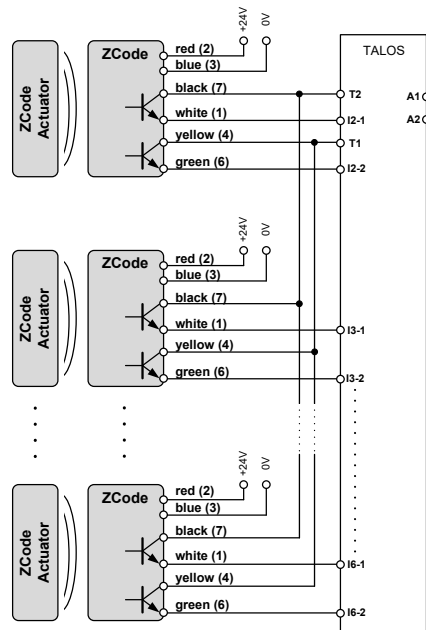 +24V
0V
ZCode
Actuator
ZCode
red (2)
blue (3)
black (7)
white (1)
yellow (4)
green (6)
TALOS
T2
I2-1
T1
I2-2
A1
A2
+24V
0V
ZCode
Actuator
ZCode
red (2)
blue (3)
black (7)
white (1)
yellow (4)
green (6)
I3-1
I3-2
+24V
0V
ZCode
Actuator
ZCode
red (2)
blue (3)
black (7)
white (1)
yellow (4)
green (6)
I6-1
I6-2